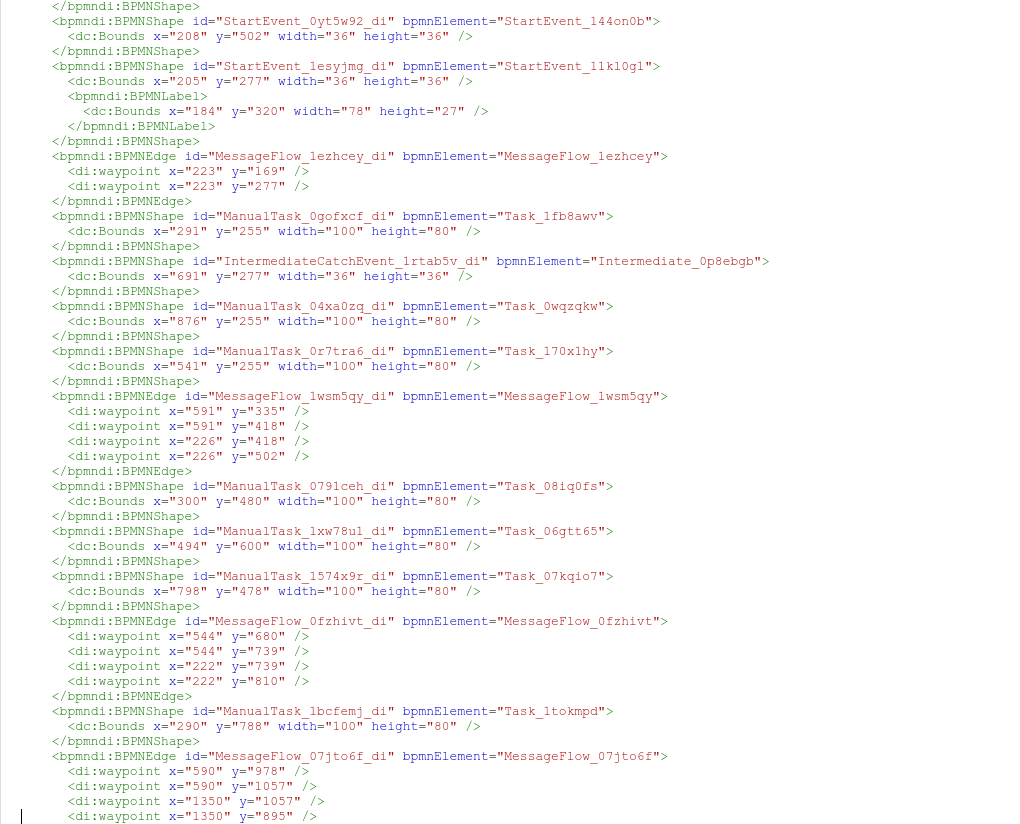 </bpmndi:BPMNShape>
<bpmndi:BPMNShape id="StartEvent_0yt5w92_di" bpmnElement="StartEvent_144on0b">
<dc:Bounds x="208" y="502" width="36" height="36" />
</bpmndi:BPMNShape>
<bpmndi:BPMNShape id="StartEvent_1esyjmg_di" bpmnElement="StartEvent_11kl0g1">
<dc:Bounds x="205" y="277" width="36" height="36" />
<bpmndi:BPMNLabel>
<dc:Bounds x="184" y="320" width="78" height="27" />
</bpmndi:BPMNLabel>
</bpmndi:BPMNShape>
<bpmndi:BPMNEdge id="MessageFlow_1ezhcey_di" bpmnElement="MessageFlow_1ezhcey">
<di:waypoint x="223" y="169" />
<di:waypoint x="223" y="277" />
</bpmndi:BPMNEdge>
<bpmndi:BPMNShape id="ManualTask_0gofxcf_di" bpmnElement="Task_1fb8awv">
<dc:Bounds x="291" y="255" width="100" height="80" />
</bpmndi:BPMNShape>
<bpmndi:BPMNShape id="IntermediateCatchEvent_1rtab5v_di" bpmnElement="Intermediate_0p8ebgb">
<dc:Bounds x="691" y="277" width="36" height="36" />
</bpmndi:BPMNShape>
<bpmndi:BPMNShape id="ManualTask_04xa0zq_di" bpmnElement="Task_0wqzqkw">
<dc:Bounds x="876" y="255" width="100" height="80" />
</bpmndi:BPMNShape>
<bpmndi:BPMNShape id="ManualTask_0r7tra6_di" bpmnElement="Task_170x1hy">
<dc:Bounds x="541" y="255" width="100" height="80" />
</bpmndi:BPMNShape>
<bpmndi:BPMNEdge id="MessageFlow_1wsm5qy_di" bpmnElement="MessageFlow_1wsm5qy">
<di:waypoint x="591" y="335" />
<di:waypoint x="591" y="418" />
<di:waypoint x="226" y="418" />
<di:waypoint x="226" y="502" />
</bpmndi:BPMNEdge>
<bpmndi:BPMNShape id="ManualTask_0791ceh_di" bpmnElement="Task_08iq0fs">
<dc:Bounds x="300" y="480" width="100" height="80" />
</bpmndi:BPMNShape>
<bpmndi:BPMNShape id="ManualTask_1xw78ul_di" bpmnElement="Task_06gtt65">
<dc:Bounds x="494" y="600" width="100" height="80" />
</bpmndi:BPMNShape>
<bpmndi:BPMNShape id="ManualTask_1574x9r_di" bpmnElement="Task_07kqio7">
<dc:Bounds x="798" y="478" width="100" height="80" />
</bpmndi:BPMNShape>
<bpmndi:BPMNEdge id="MessageFlow_0fzhivt_di" bpmnElement="MessageFlow_0fzhivt">
<di:waypoint x="544" y="680" />
<di:waypoint x="544" y="739" />
<di:waypoint x="222" y="739" />
<di:waypoint x="222" y="810" />
</bpmndi:BPMNEdge>
<bpmndi:BPMNShape id="ManualTask_1bcfemj_di" bpmnElement="Task_1tokmpd">
<dc:Bounds x="290" y="788" width="100" height="80" />
</bpmndi:BPMNShape>
<bpmndi:BPMNEdge id="MessageFlow_07jto6f_di" bpmnElement="MessageFlow_07jto6f">
<di:waypoint x="590" y="978" />
<di:waypoint x="590" y="1057" />
<di:waypoint x="1350" y="1057" />
<di:waypoint x="1350" y="895" />